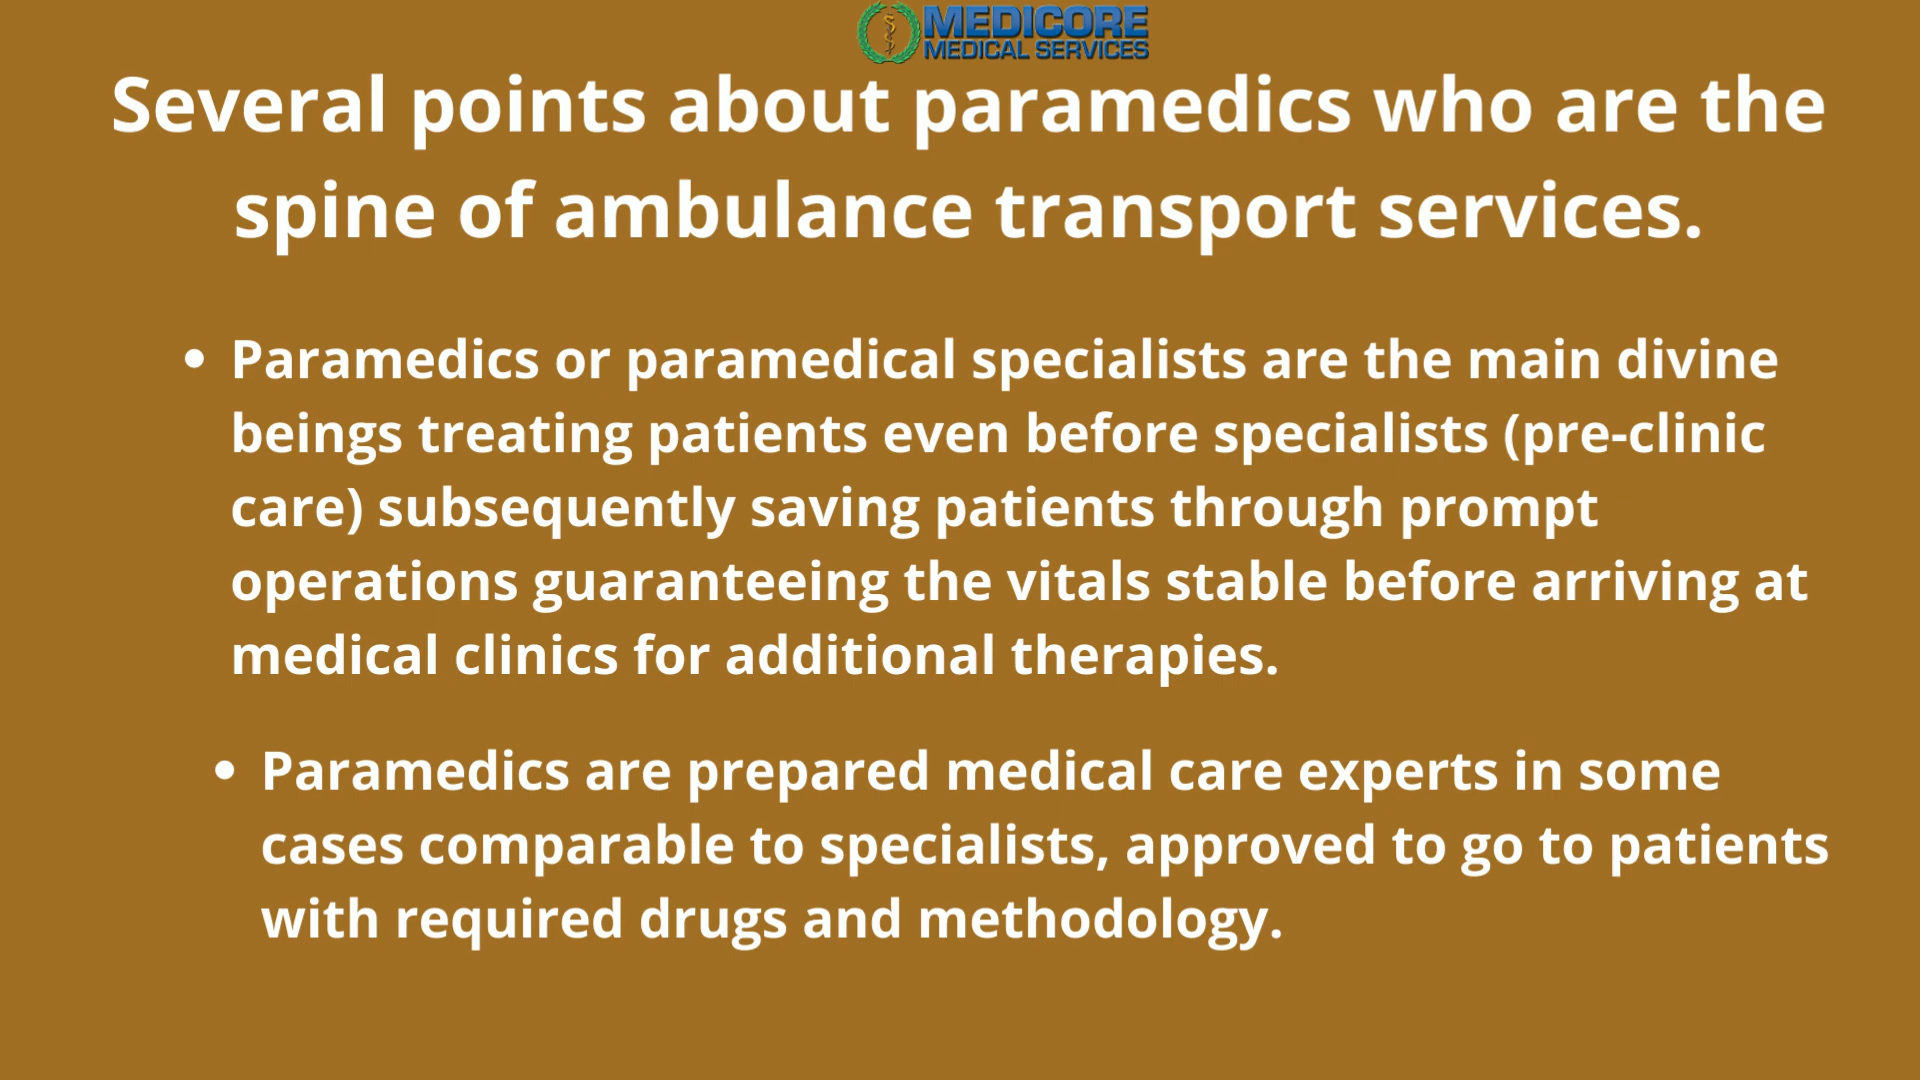 MEDICORE
MEDICAL SERVICES
Several points about paramedics who are the
spine of ambulance transport services.
• Paramedics or paramedical specialists are the main divine
beings treating patients even before specialists (pre-clinic
care) subsequently saving patients through prompt
operations guaranteeing the vitals stable before arriving at
medical clinics for additional therapies.
• Paramedics are prepared medical care experts in some
cases comparable to specialists, approved to go to patients
with required drugs and methodology.